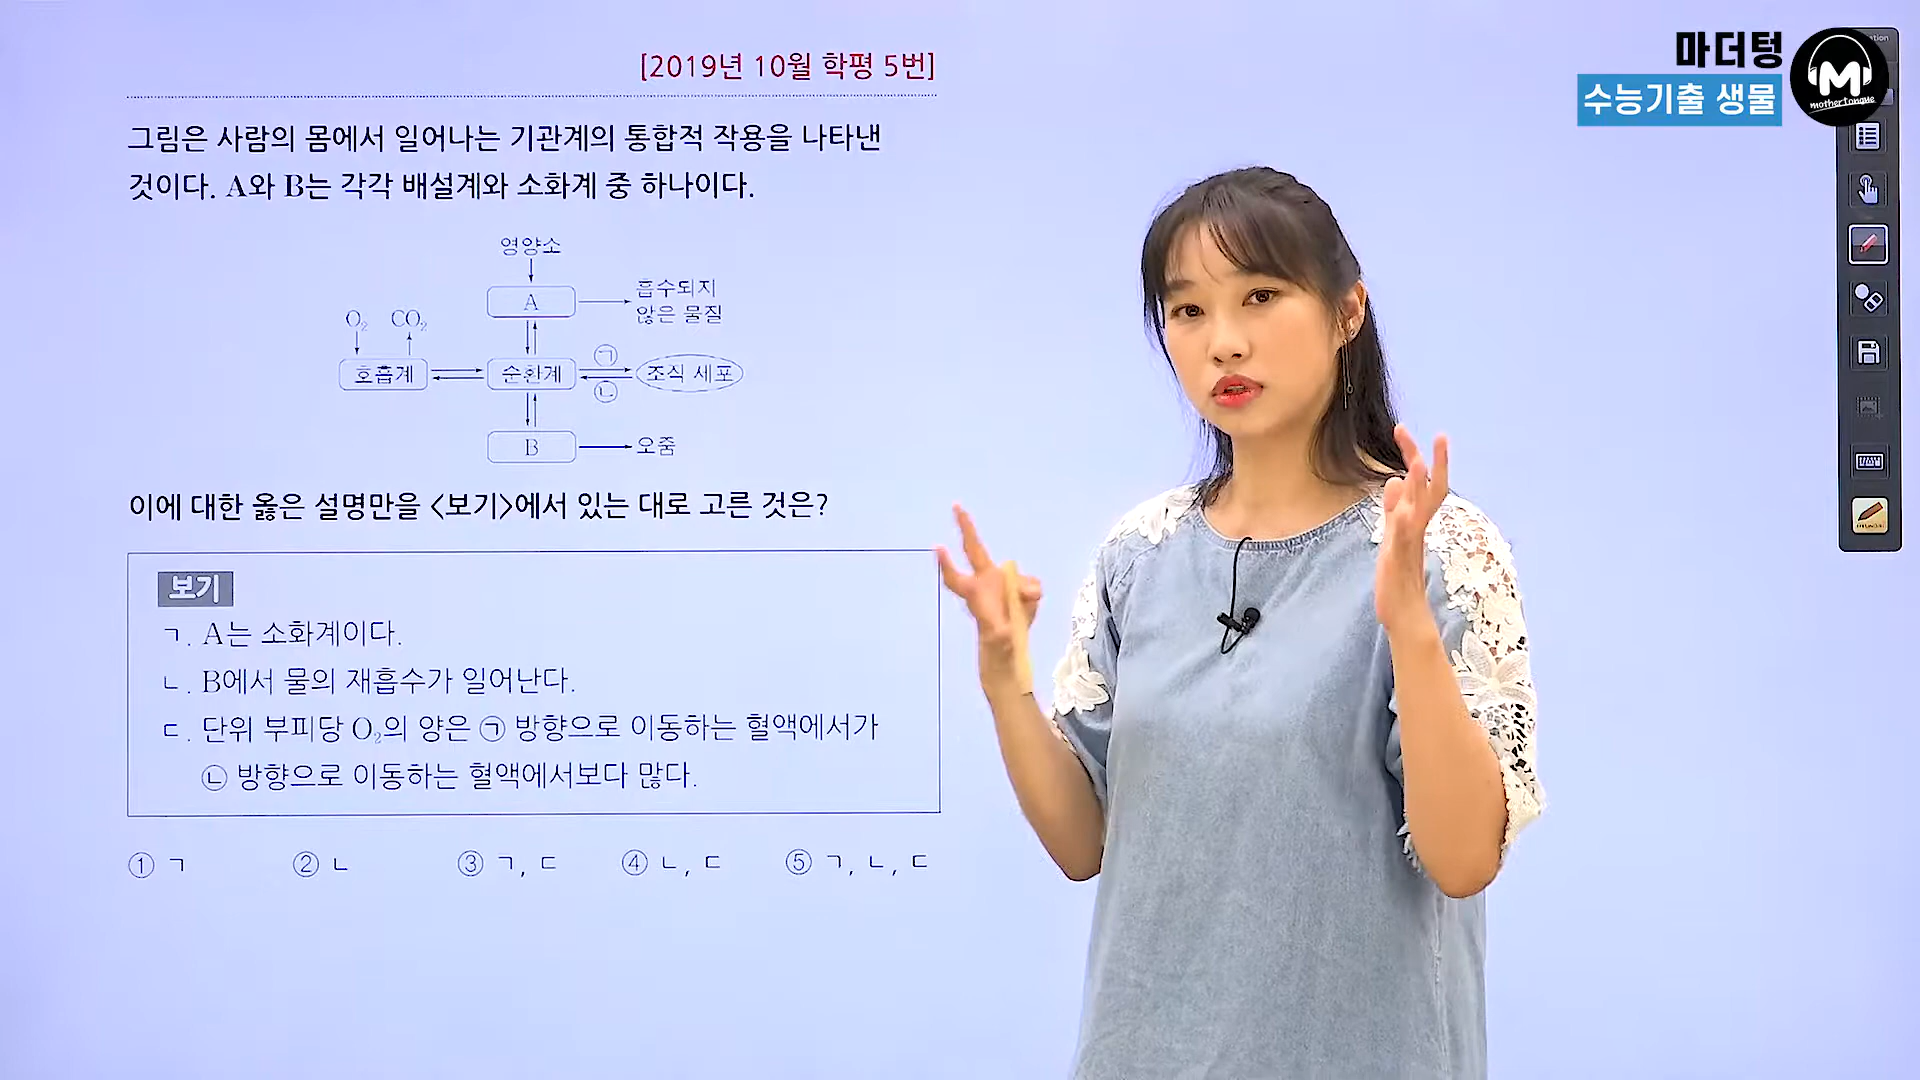 [2019년 10월 학평 5번]
마더텅
수능기출 생물
mothertongue
그림은 사람의 몸에서 일어나는 기관계의 통합적 작용을 나타낸
것이다. A와 B는 각각 배설계와 소화계 중 하나이다.
영양소
A
흡수되지
않은 물질
O₂ CO₂
호흡계
순환계
㉠
㉡
조직 세포
B
오줌
이에 대한 옳은 설명만을 <보기>에서 있는 대로 고른 것은?
보기
ㄱ. A는 소화계이다.
ㄴ. B에서 물의 재흡수가 일어난다.
ㄷ. 단위 부피당 O₂의 양은 ㉠ 방향으로 이동하는 혈액에서가
㉡ 방향으로 이동하는 혈액에서보다 많다.
① ㄱ ② ㄴ ③ ㄱ, ㄷ ④ ㄴ, ㄷ ⑤ ㄱ, ㄴ, ㄷ